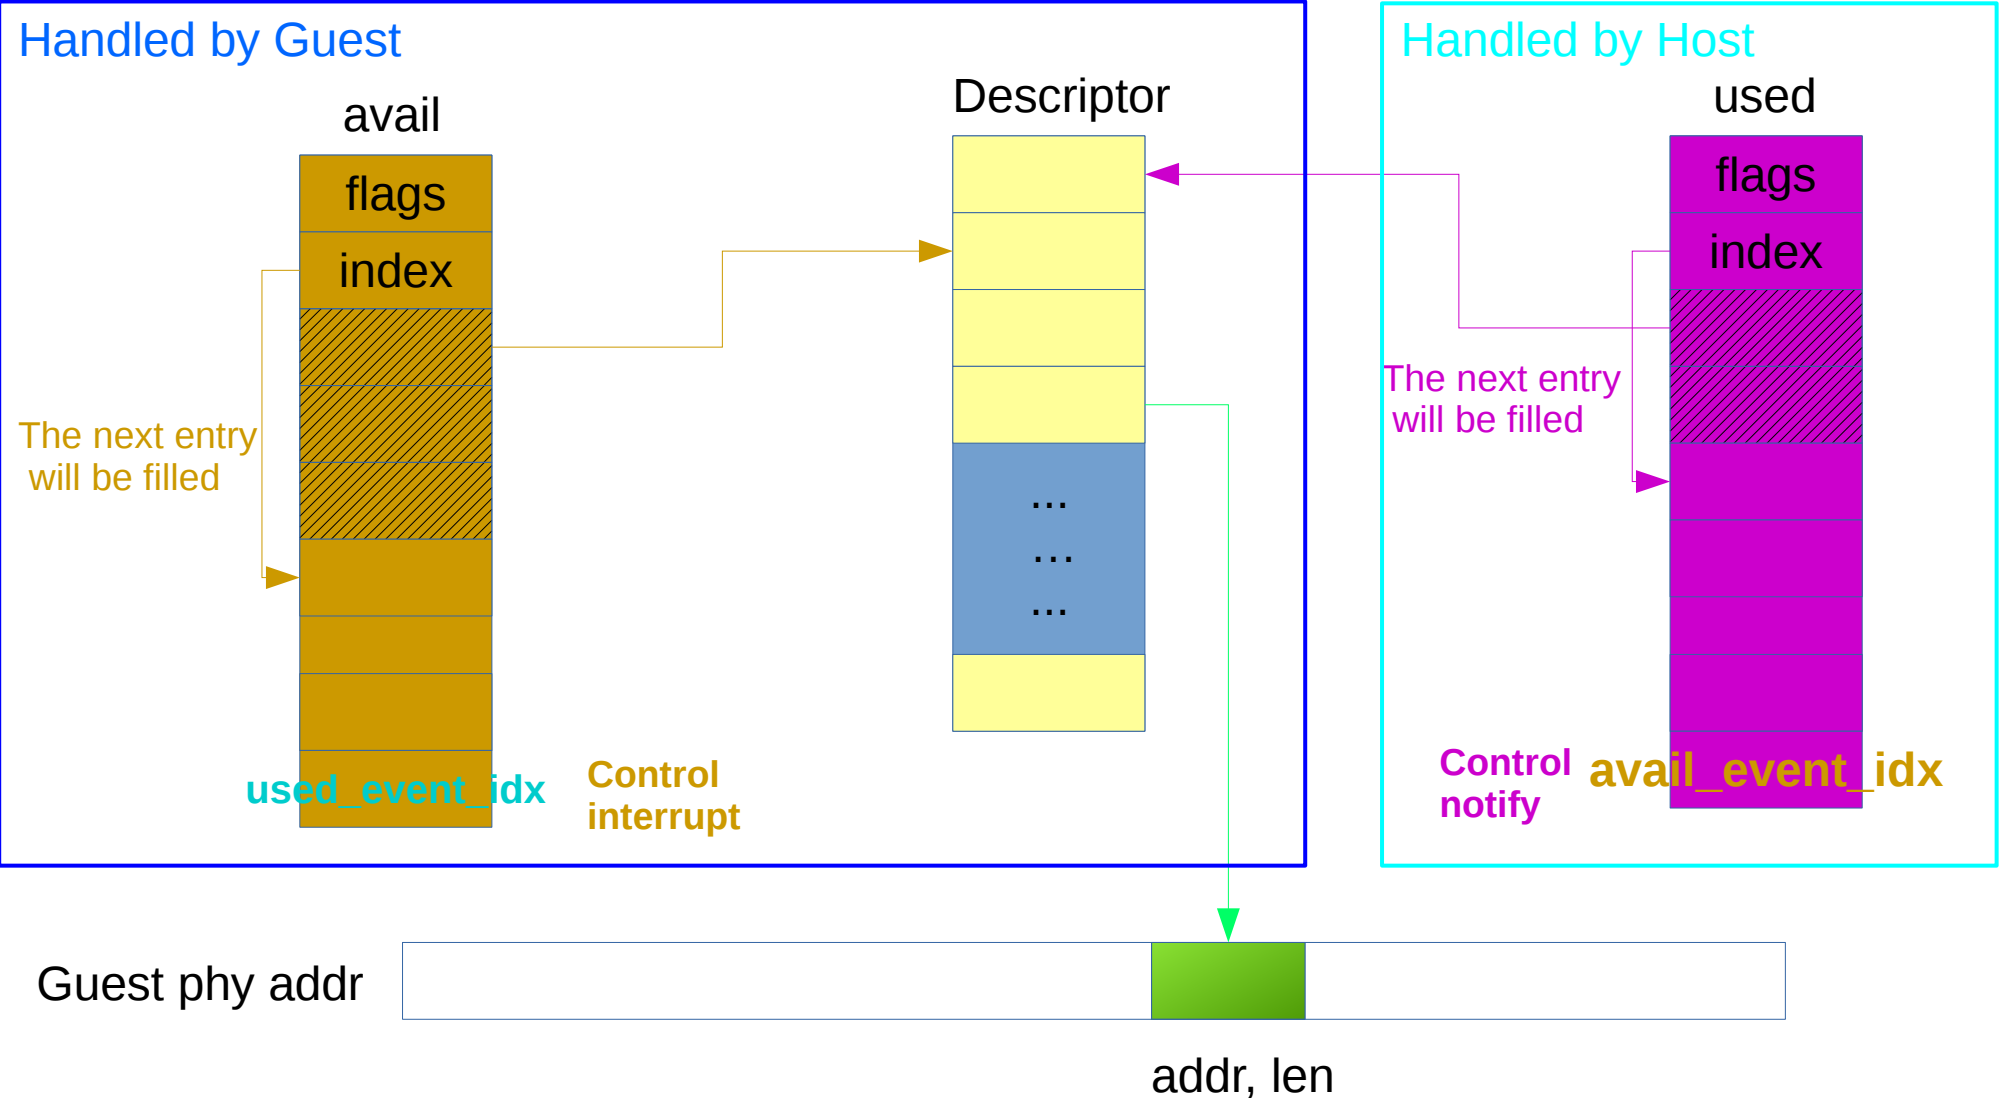 Handled by Guest
Handled by Host
avail
Descriptor
used
flags
index
flags
index
The next entry
will be filled
The next entry
will be filled
...
...
...
used_event_idx
Control
interrupt
Control
notify
avail_event_idx
Guest phy addr
addr, len